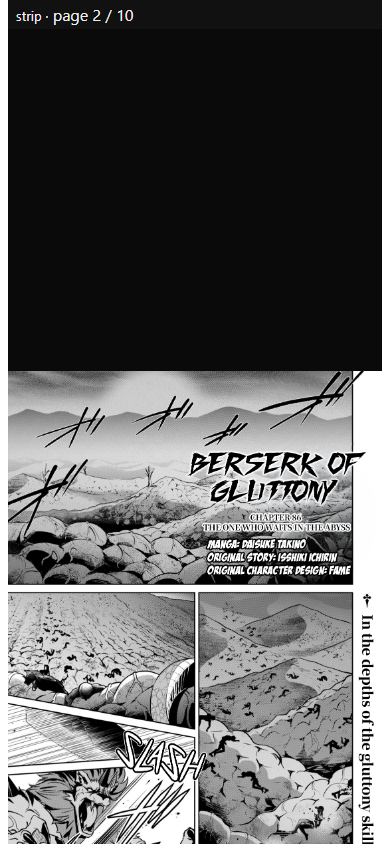 strip · page 2 / 10
BERSERK OF
GLUTTONY
CHAPTER 86
THE ONE WHO WAITS IN THE ABYSS
MANGA: DAISUKE TAKINO
ORIGINAL STORY: ISSHIKI ICHIRIN
ORIGINAL CHARACTER DESIGN: FAME
In the depths of the gluttony skill
SLASH